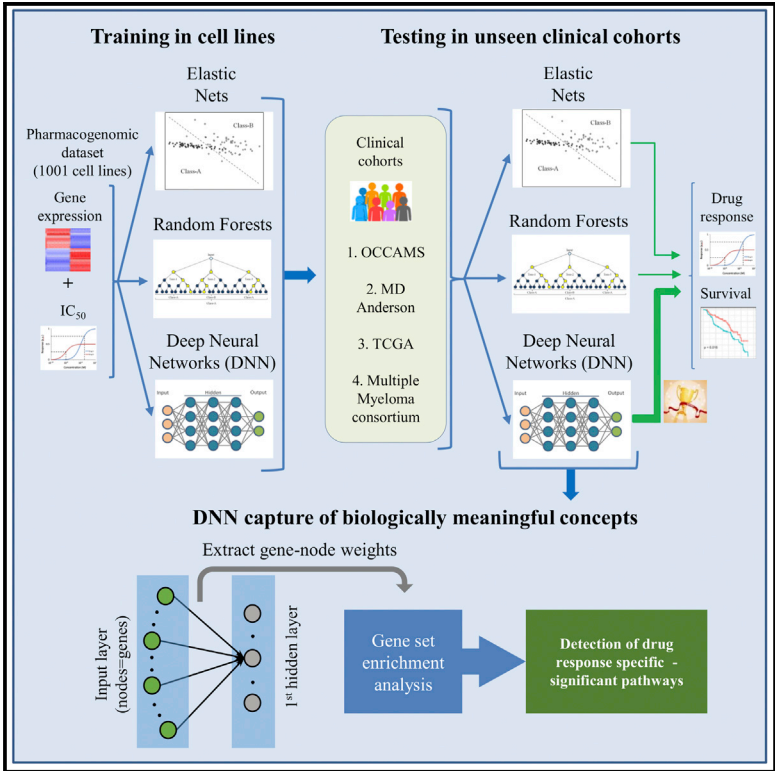 Training in cell lines
Testing in unseen clinical cohorts
Pharmacogenomic
dataset
(1001 cell lines)
Gene
expression
+
IC50
Elastic
Nets
Class-B
Class-A
Random Forests
Deep Neural
Networks (DNN)
Input
Hidden
Output
Clinical
cohorts
1. OCCAMS
2. MD
Anderson
3. TCGA
4. Multiple
Myeloma
consortium
Elastic
Nets
Class-B
Class-A
Random Forests
Deep Neural
Networks (DNN)
Input
Hidden
Output
Drug
response
Survival
DNN capture of biologically meaningful concepts
Extract gene-node weights
Input layer
(nodes=genes)
1st hidden layer
Gene set
enrichment
analysis
Detection of drug
response specific -
significant pathways